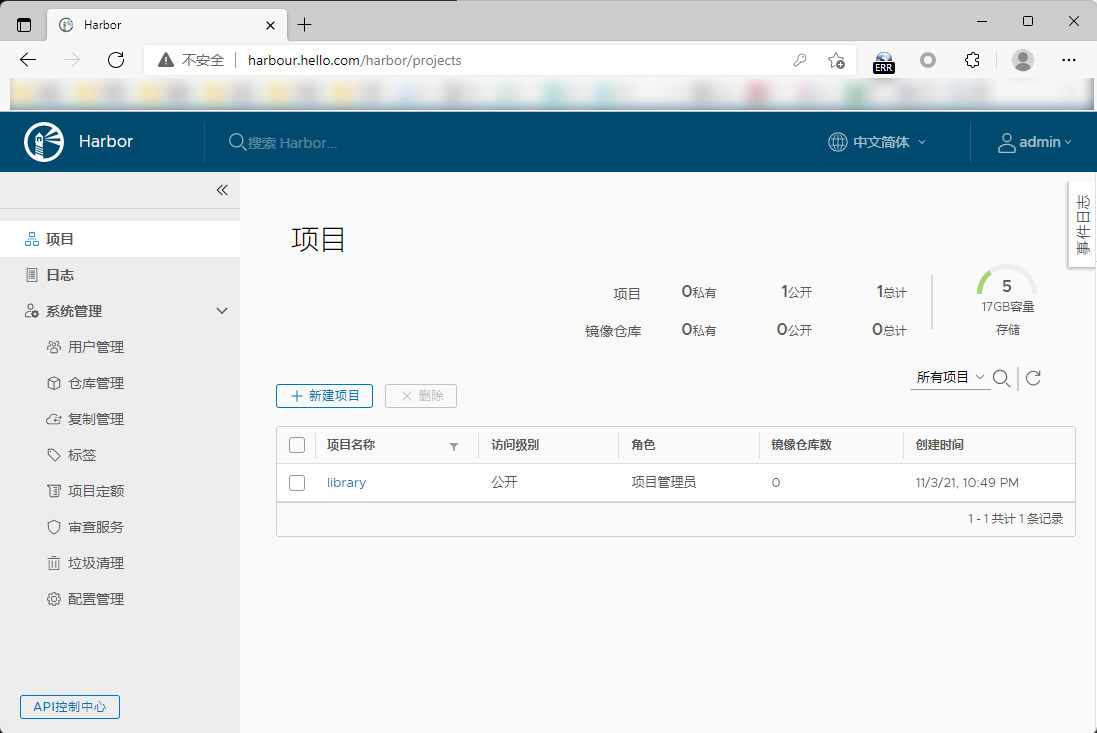 Harbor
不安全 harbour.hello.com/harbor/projects
ERR
Harbor
搜索 Harbor...
中文简体
admin
事件日志
项目
日志
系统管理
用户管理
仓库管理
复制管理
标签
项目定额
审查服务
垃圾清理
配置管理
API控制中心
项目
项目 0私有 1公开 1总计
镜像仓库 0私有 0公开 0总计
5
17GB容量
存储
所有项目
新建项目 删除
项目名称 访问级别 角色 镜像仓库数 创建时间
library 公开 项目管理员 0 11/3/21, 10:49 PM
1 - 1 共计 1 条记录